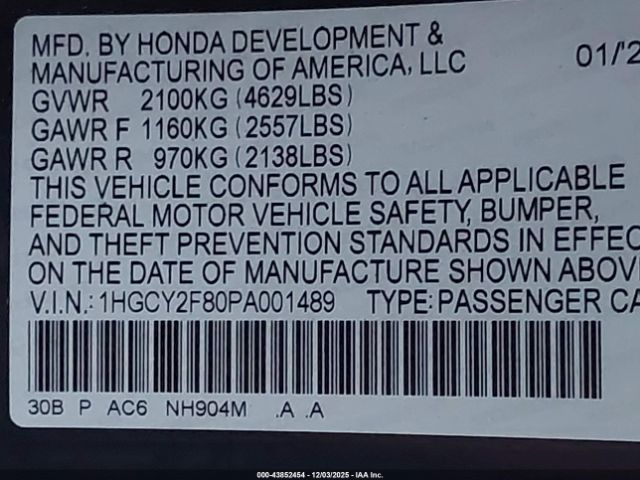 MFD. BY HONDA DEVELOPMENT &
MANUFACTURING OF AMERICA, LLC 01/'2
GVWR 2100KG (4629LBS)
GAWR F 1160KG (2557LBS)
GAWR R 970KG (2138LBS)
THIS VEHICLE CONFORMS TO ALL APPLICABLE
FEDERAL MOTOR VEHICLE SAFETY, BUMPER,
AND THEFT PREVENTION STANDARDS IN EFFEC
ON THE DATE OF MANUFACTURE SHOWN ABOV
V.I.N.: 1HGCY2F80PA001489 TYPE: PASSENGER CA
30B P AC6 NH904M .A .A
000-43852454 - 12/03/2025 - IAA Inc.